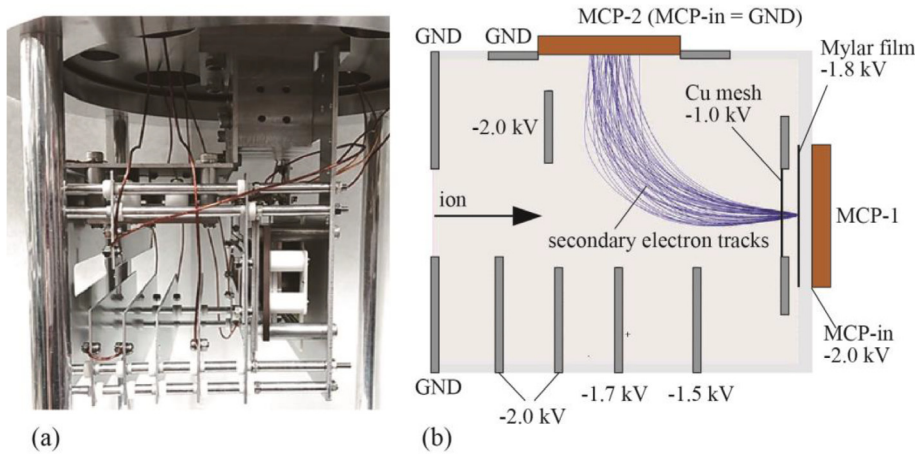 MCP-2 (MCP-in = GND)
GND
GND
Mylar film
-1.8 kV
Cu mesh
-1.0 kV
-2.0 kV
ion
MCP-1
secondary electron tracks
MCP-in
-2.0 kV
GND
-2.0 kV
-1.7 kV
-1.5 kV
(a)
(b)